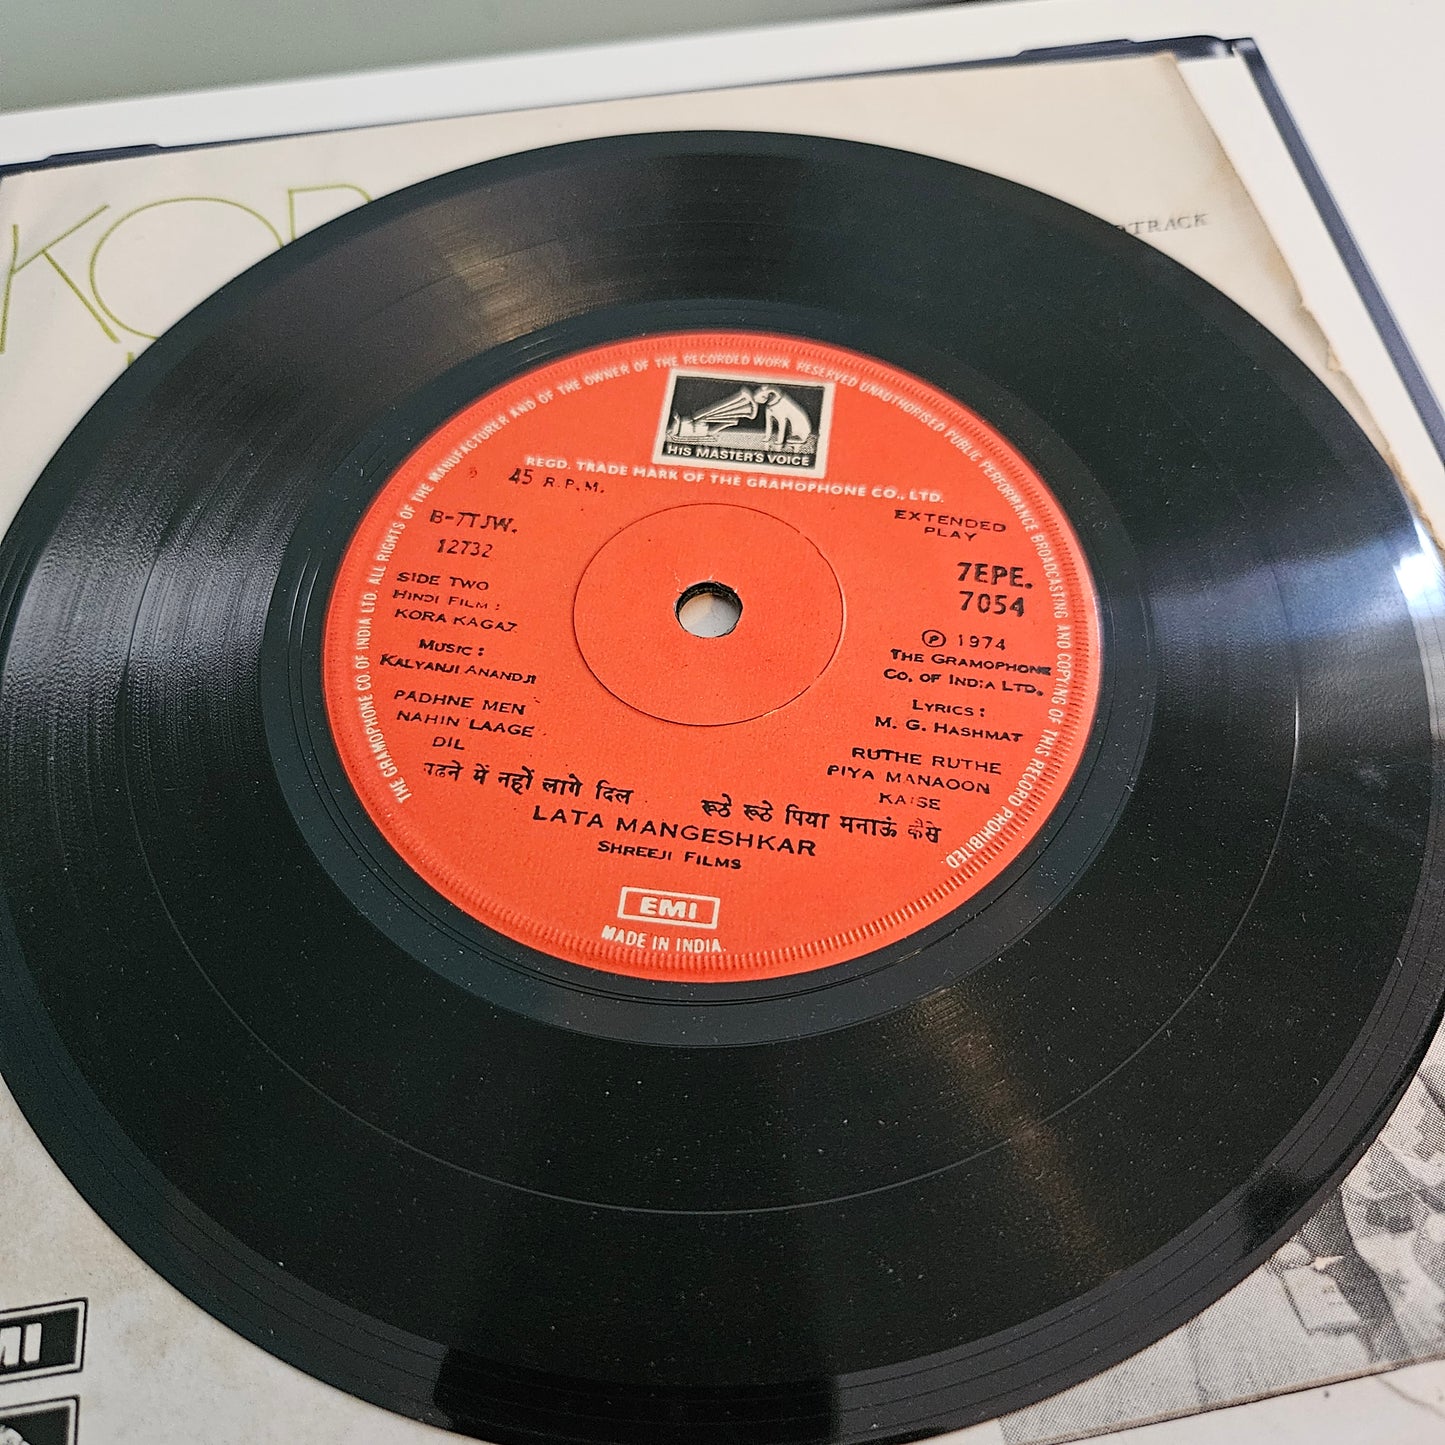 KOR
DTRACK
THE GRAMOPHONE CO. OF INDIA LTD. ALL RIGHTS OF THE MANUFACTURER AND OF THE OWNER OF THE RECORDED WORK RESERVED UNAUTHORISED PUBLIC PERFORMANCE BROADCASTING AND COPYING OF THIS RECORD PROHIBITED.
HIS MASTER'S VOICE
REGD. TRADE MARK OF THE GRAMOPHONE CO., LTD.
45 R.P.M.
B-7TJW.
12732
EXTENDED
PLAY
7EPE.
7054
SIDE TWO
HINDI FILM:
KORA KAGAZ
MUSIC:
KALYANJI ANANDJI
PADHNE MEN
NAHIN LAAGE
DIL
℗ 1974
THE GRAMOPHONE
CO. OF INDIA LTD.
LYRICS:
M. G. HASHMAT
RUTHE RUTHE
PIYA MANAOON
KAISE
पढने में नहीं लागे दिल
रूठे रूठे पिया मनाऊं कैसे
LATA MANGESHKAR
SHREEJI FILMS
EMI
MADE IN INDIA.
MI